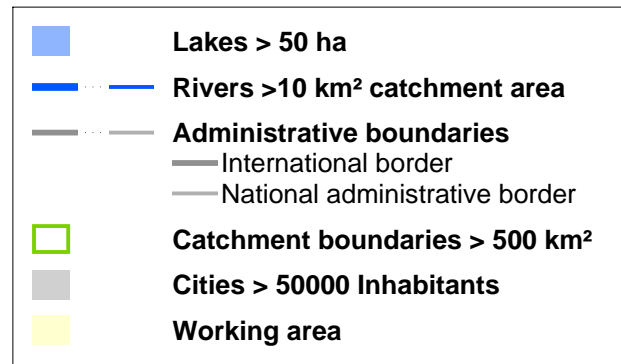 Lakes > 50 ha
Rivers >10 km² catchment area
Administrative boundaries
International border
National administrative border
Catchment boundaries > 500 km²
Cities > 50000 Inhabitants
Working area